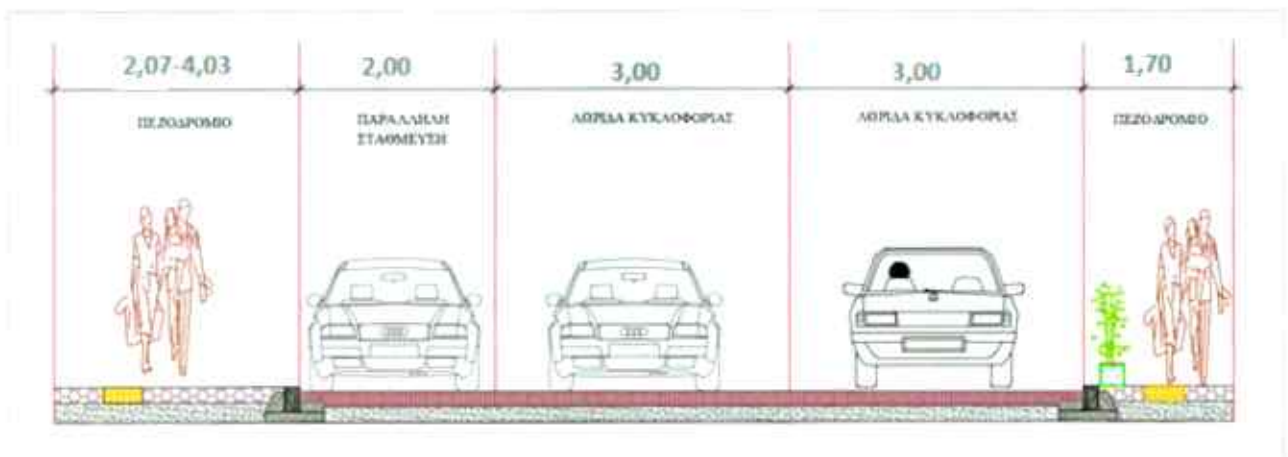 2,07-4,03
2,00
3,00
3,00
1,70
ΠΕΖΟΔΡΟΜΙΟ
ΠΑΡΑΛΛΗΛΗ
ΣΤΑΘΜΕΥΣΗ
ΛΩΡΙΔΑ ΚΥΚΛΟΦΟΡΙΑΣ
ΛΩΡΙΔΑ ΚΥΚΛΟΦΟΡΙΑΣ
ΠΕΖΟΔΡΟΜΙΟ